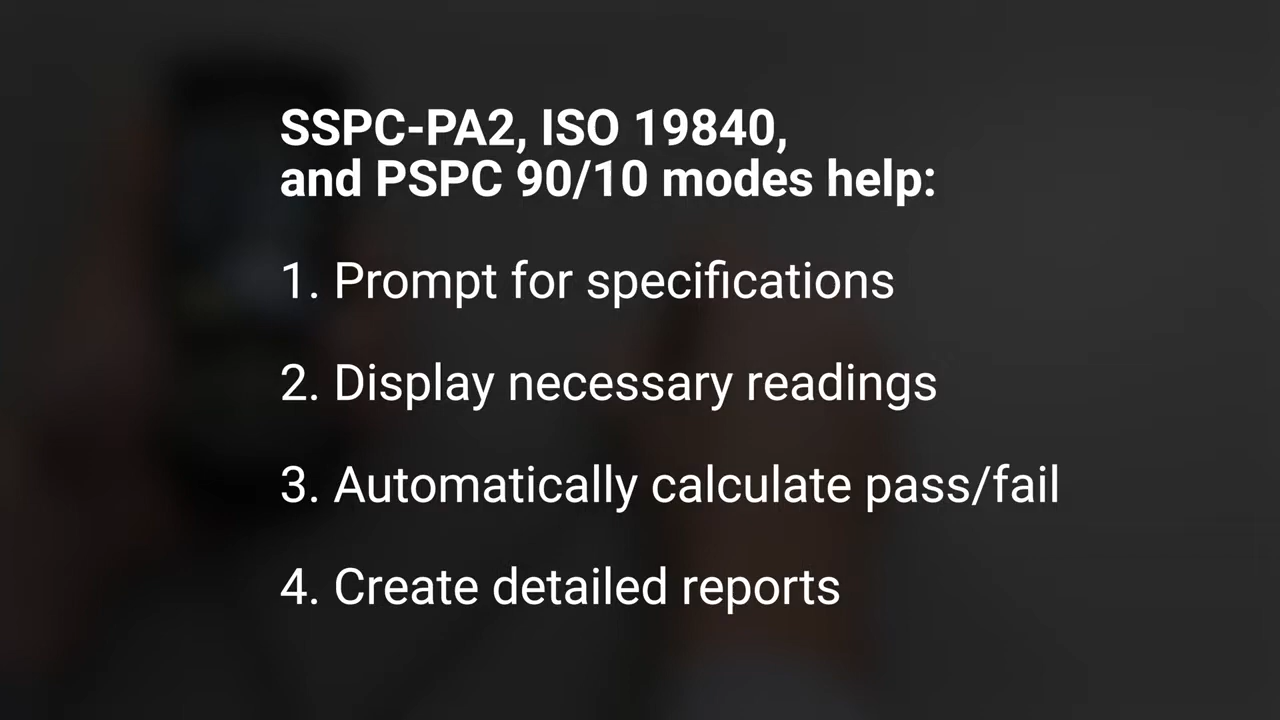 SSPC-PA2, ISO 19840,
and PSPC 90/10 modes help:
1. Prompt for specifications
2. Display necessary readings
3. Automatically calculate pass/fail
4. Create detailed reports